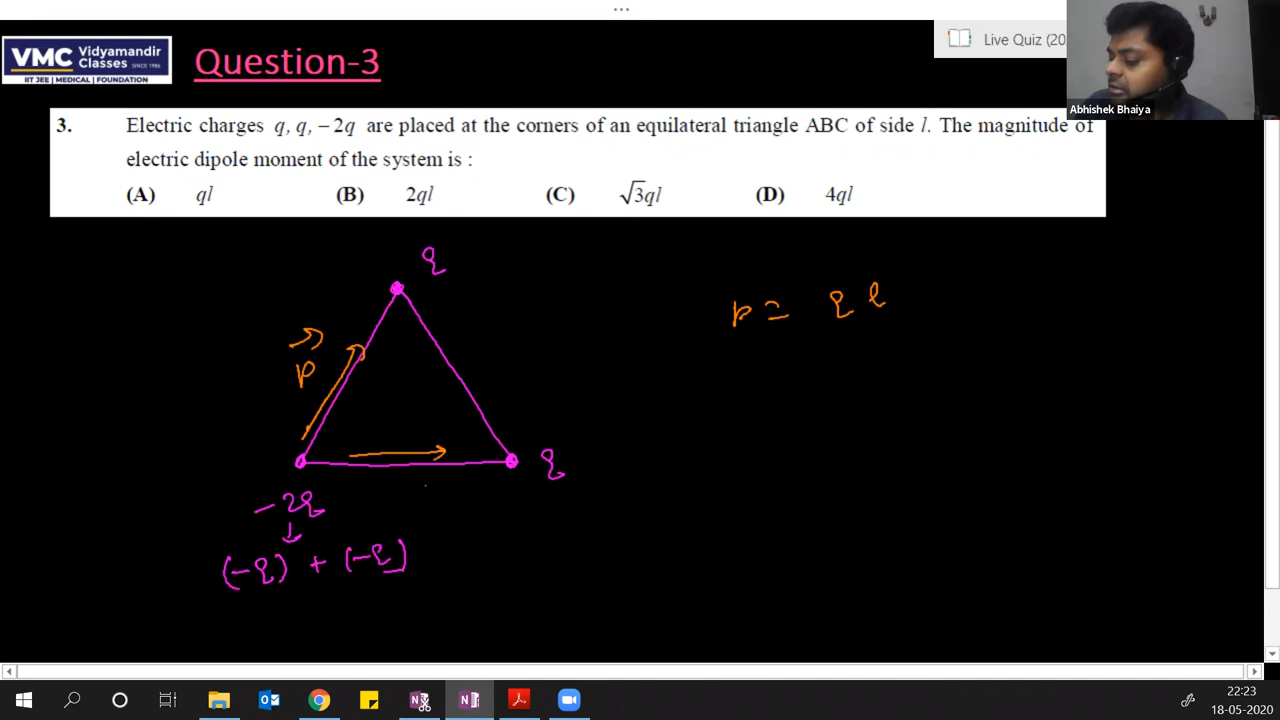 VMC Vidyamandir Classes SINCE 1986
IIT JEE | MEDICAL | FOUNDATION
Question-3
Live Quiz (20
Abhishek Bhaiya
3. Electric charges q, q, −2q are placed at the corners of an equilateral triangle ABC of side l. The magnitude of
electric dipole moment of the system is :
(A) ql (B) 2ql (C) √3ql (D) 4ql
q
p = q l
p
q
-2q
(-q) + (-q)
22:23
18-05-2020